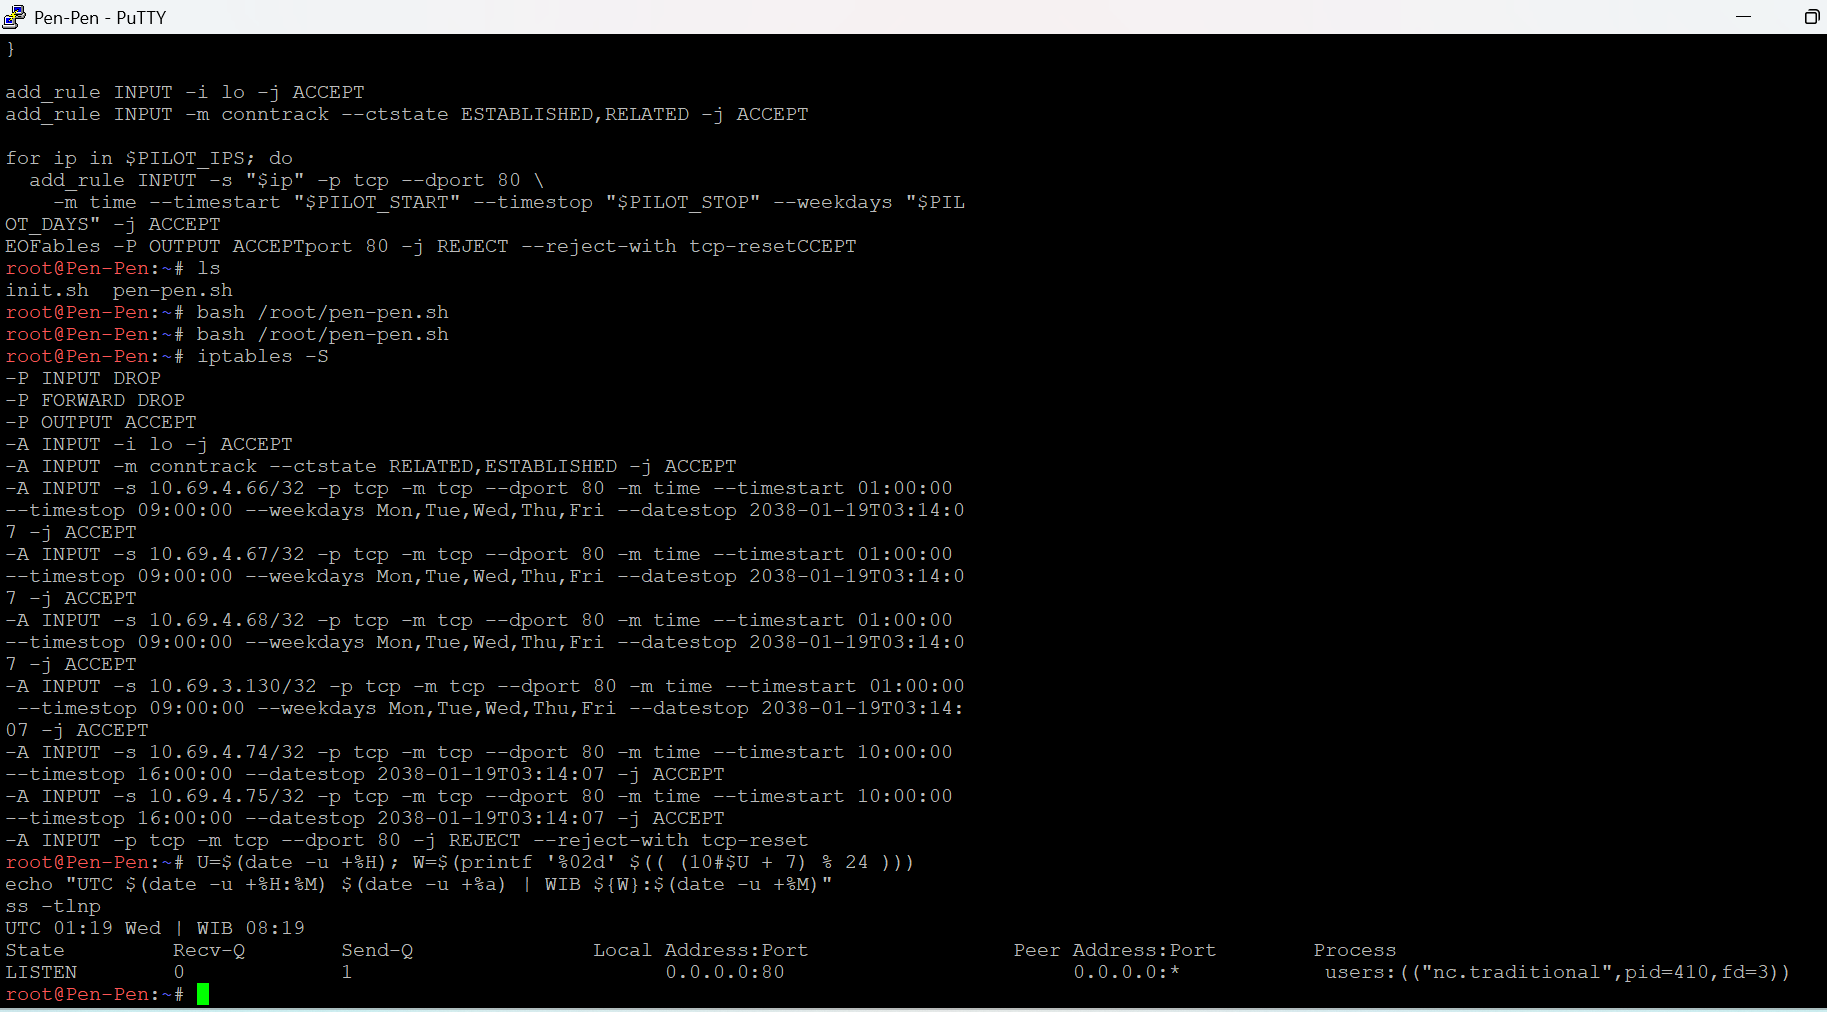 Pen-Pen - PuTTY
}
add_rule INPUT -i lo -j ACCEPT
add_rule INPUT -m conntrack --ctstate ESTABLISHED,RELATED -j ACCEPT
for ip in $PILOT_IPS; do
  add_rule INPUT -s "$ip" -p tcp --dport 80 \
    -m time --timestart "$PILOT_START" --timestop "$PILOT_STOP" --weekdays "$PIL
OT_DAYS" -j ACCEPT
EOFables -P OUTPUT ACCEPTport 80 -j REJECT --reject-with tcp-resetCCEPT
root@Pen-Pen:~# ls
init.sh  pen-pen.sh
root@Pen-Pen:~# bash /root/pen-pen.sh
root@Pen-Pen:~# bash /root/pen-pen.sh
root@Pen-Pen:~# iptables -S
-P INPUT DROP
-P FORWARD DROP
-P OUTPUT ACCEPT
-A INPUT -i lo -j ACCEPT
-A INPUT -m conntrack --ctstate RELATED,ESTABLISHED -j ACCEPT
-A INPUT -s 10.69.4.66/32 -p tcp -m tcp --dport 80 -m time --timestart 01:00:00
--timestop 09:00:00 --weekdays Mon,Tue,Wed,Thu,Fri --datestop 2038-01-19T03:14:0
7 -j ACCEPT
-A INPUT -s 10.69.4.67/32 -p tcp -m tcp --dport 80 -m time --timestart 01:00:00
--timestop 09:00:00 --weekdays Mon,Tue,Wed,Thu,Fri --datestop 2038-01-19T03:14:0
7 -j ACCEPT
-A INPUT -s 10.69.4.68/32 -p tcp -m tcp --dport 80 -m time --timestart 01:00:00
--timestop 09:00:00 --weekdays Mon,Tue,Wed,Thu,Fri --datestop 2038-01-19T03:14:0
7 -j ACCEPT
-A INPUT -s 10.69.3.130/32 -p tcp -m tcp --dport 80 -m time --timestart 01:00:00
 --timestop 09:00:00 --weekdays Mon,Tue,Wed,Thu,Fri --datestop 2038-01-19T03:14:
07 -j ACCEPT
-A INPUT -s 10.69.4.74/32 -p tcp -m tcp --dport 80 -m time --timestart 10:00:00
--timestop 16:00:00 --datestop 2038-01-19T03:14:07 -j ACCEPT
-A INPUT -s 10.69.4.75/32 -p tcp -m tcp --dport 80 -m time --timestart 10:00:00
--timestop 16:00:00 --datestop 2038-01-19T03:14:07 -j ACCEPT
-A INPUT -p tcp -m tcp --dport 80 -j REJECT --reject-with tcp-reset
root@Pen-Pen:~# U=$(date -u +%H); W=$(printf '%02d' $(( (10#$U + 7) % 24 )))
echo "UTC $(date -u +%H:%M) $(date -u +%a) | WIB ${W}:$(date -u +%M)"
ss -tlnp
UTC 01:19 Wed | WIB 08:19
State Recv-Q Send-Q Local Address:Port Peer Address:Port Process
LISTEN 0 1 0.0.0.0:80 0.0.0.0:* users:(("nc.traditional",pid=410,fd=3))
root@Pen-Pen:~#